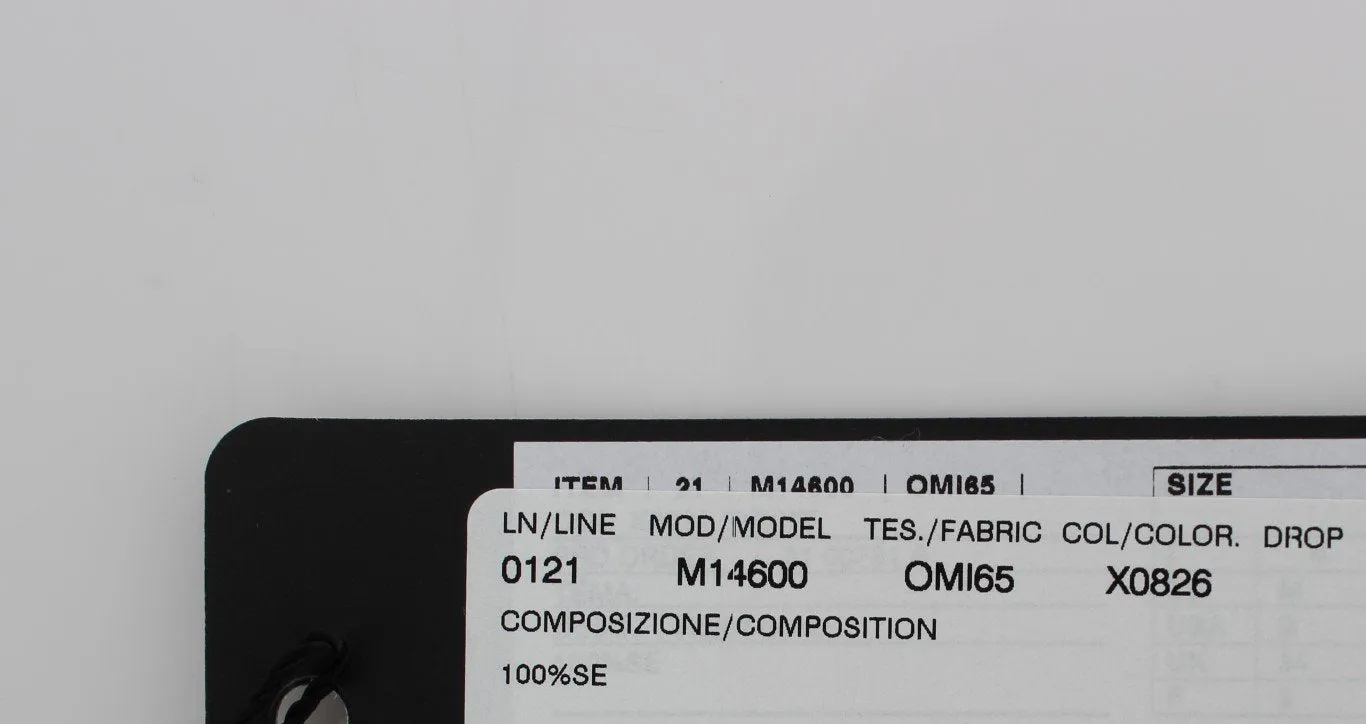 ITEM | 21 | M14600 | OMI65 | SIZE
LN/LINE MOD/MODEL TES./FABRIC COL/COLOR. DROP
0121 M14600 OMI65 X0826
COMPOSIZIONE/COMPOSITION
100%SE